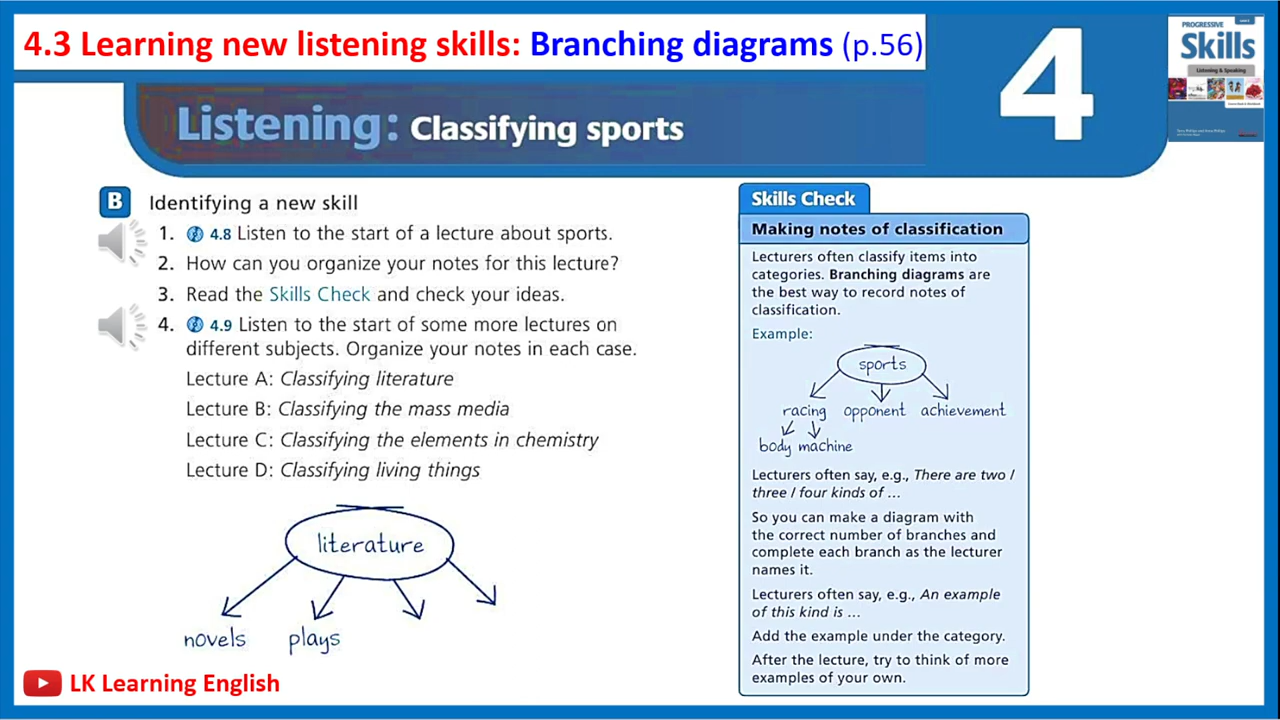 4.3 Learning new listening skills: Branching diagrams (p.56)
4
PROGRESSIVE
Skills
Listening & Speaking
Listening: Classifying sports
B Identifying a new skill
1. 4.8 Listen to the start of a lecture about sports.
2. How can you organize your notes for this lecture?
3. Read the Skills Check and check your ideas.
4. 4.9 Listen to the start of some more lectures on
different subjects. Organize your notes in each case.
Lecture A: Classifying literature
Lecture B: Classifying the mass media
Lecture C: Classifying the elements in chemistry
Lecture D: Classifying living things
literature
novels plays
Skills Check
Making notes of classification
Lecturers often classify items into
categories. Branching diagrams are
the best way to record notes of
classification.
Example:
sports
racing opponent achievement
body machine
Lecturers often say, e.g., There are two /
three / four kinds of ...
So you can make a diagram with
the correct number of branches and
complete each branch as the lecturer
names it.
Lecturers often say, e.g., An example
of this kind is ...
Add the example under the category.
After the lecture, try to think of more
examples of your own.
LK Learning English